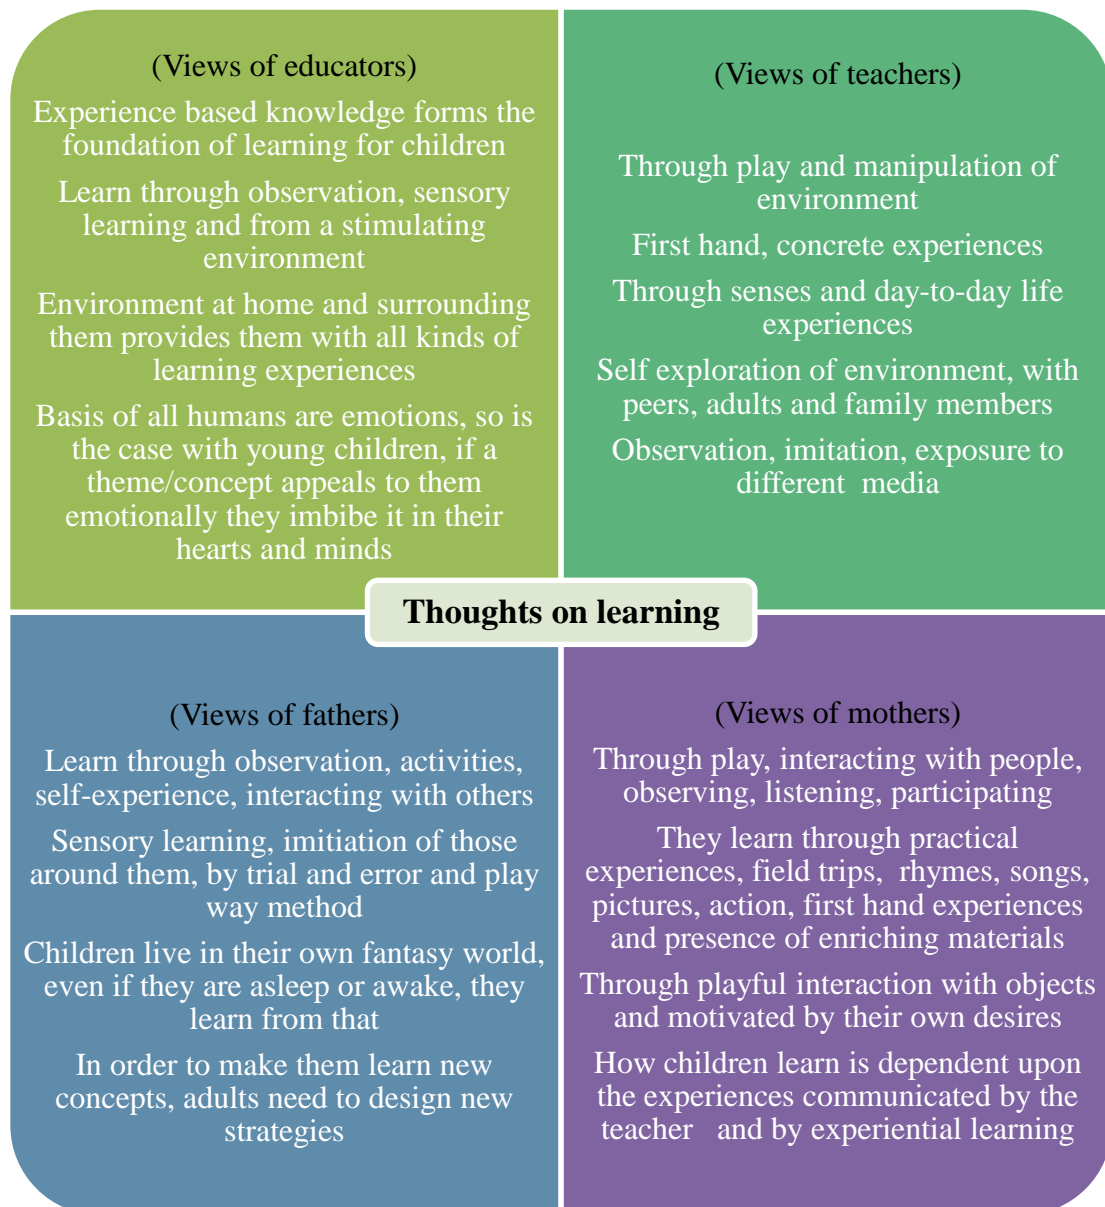 (Views of educators)
Experience based knowledge forms the
foundation of learning for children
Learn through observation, sensory
learning and from a stimulating
environment
Environment at home and surrounding
them provides them with all kinds of
learning experiences
Basis of all humans are emotions, so is
the case with young children, if a
theme/concept appeals to them
emotionally they imbibe it in their
hearts and minds
(Views of teachers)
Through play and manipulation of
environment
First hand, concrete experiences
Through senses and day-to-day life
experiences
Self exploration of environment, with
peers, adults and family members
Observation, imitation, exposure to
different media
Thoughts on learning
(Views of fathers)
Learn through observation, activities,
self-experience, interacting with others
Sensory learning, imitiation of those
around them, by trial and error and play
way method
Children live in their own fantasy world,
even if they are asleep or awake, they
learn from that
In order to make them learn new
concepts, adults need to design new
strategies
(Views of mothers)
Through play, interacting with people,
observing, listening, participating
They learn through practical
experiences, field trips, rhymes, songs,
pictures, action, first hand experiences
and presence of enriching materials
Through playful interaction with objects
and motivated by their own desires
How children learn is dependent upon
the experiences communicated by the
teacher and by experiential learning